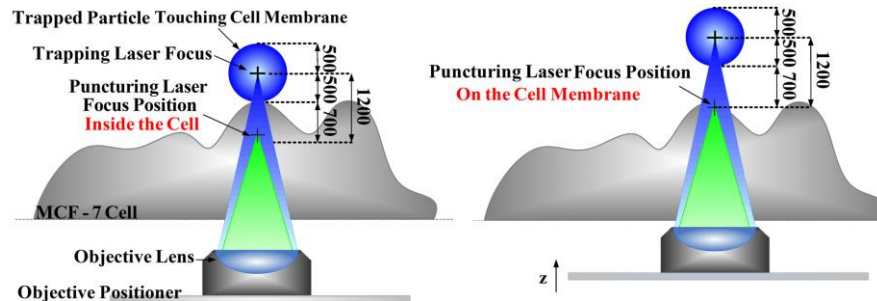 Trapped Particle Touching Cell Membrane
Trapping Laser Focus
Puncturing Laser
Focus Position
Inside the Cell
500
500
700
1200
MCF - 7 Cell
Objective Lens
Objective Positioner
500
500
700
1200
Puncturing Laser Focus Position
On the Cell Membrane
z